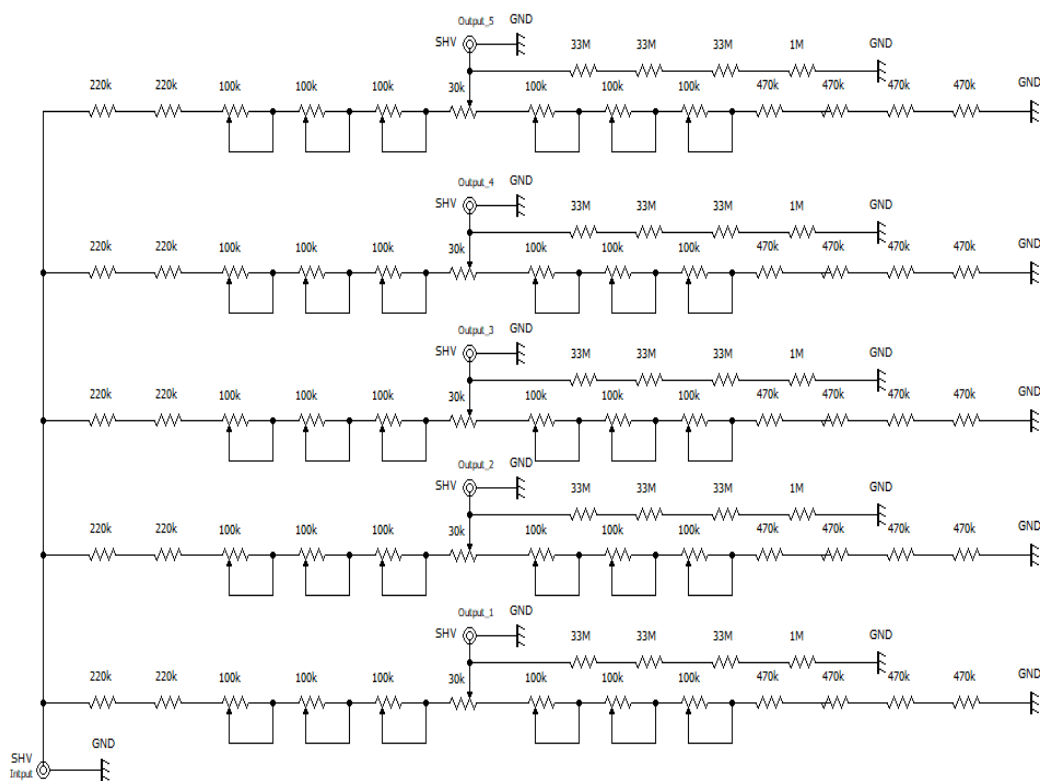 Output_5 GND
SHV 33M 33M 33M 1M GND
220k 220k 100k 100k 100k 30k 100k 100k 100k 470k 470k 470k 470k GND
Output_4 GND
SHV 33M 33M 33M 1M GND
220k 220k 100k 100k 100k 30k 100k 100k 100k 470k 470k 470k 470k GND
Output_3 GND
SHV 33M 33M 33M 1M GND
220k 220k 100k 100k 100k 30k 100k 100k 100k 470k 470k 470k 470k GND
Output_2 GND
SHV 33M 33M 33M 1M GND
220k 220k 100k 100k 100k 30k 100k 100k 100k 470k 470k 470k 470k GND
Output_1 GND
SHV 33M 33M 33M 1M GND
220k 220k 100k 100k 100k 30k 100k 100k 100k 470k 470k 470k 470k GND
SHV GND
Intput